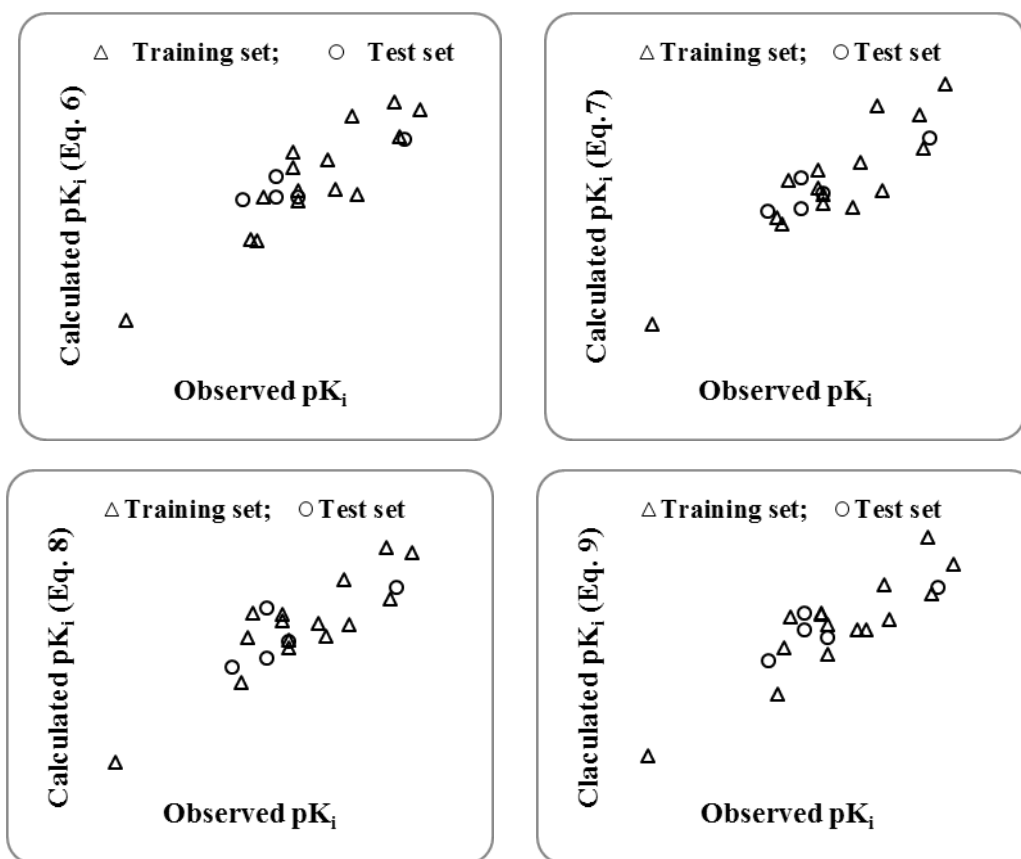 △ Training set; ○ Test set
Calculated pKi (Eq. 6)
Observed pKi
△ Training set; ○ Test set
Calculated pKi (Eq. 7)
Observed pKi
△ Training set; ○ Test set
Calculated pKi (Eq. 8)
Observed pKi
△ Training set; ○ Test set
Claculated pKi (Eq. 9)
Observed pKi